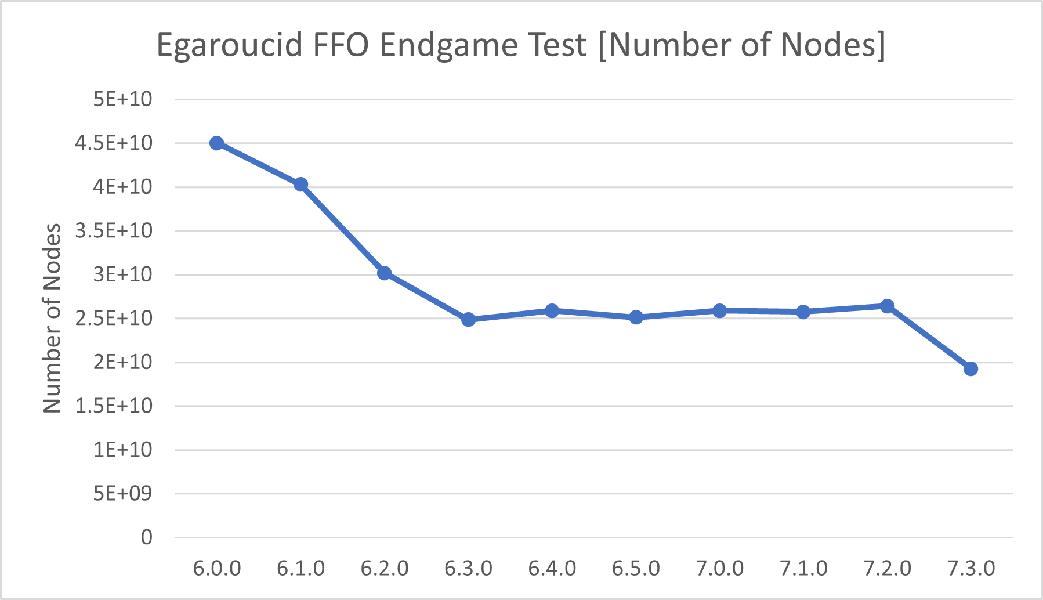 Egaroucid FFO Endgame Test [Number of Nodes]
Number of Nodes
5E+10
4.5E+10
4E+10
3.5E+10
3E+10
2.5E+10
2E+10
1.5E+10
1E+10
5E+09
0
6.0.0 6.1.0 6.2.0 6.3.0 6.4.0 6.5.0 7.0.0 7.1.0 7.2.0 7.3.0